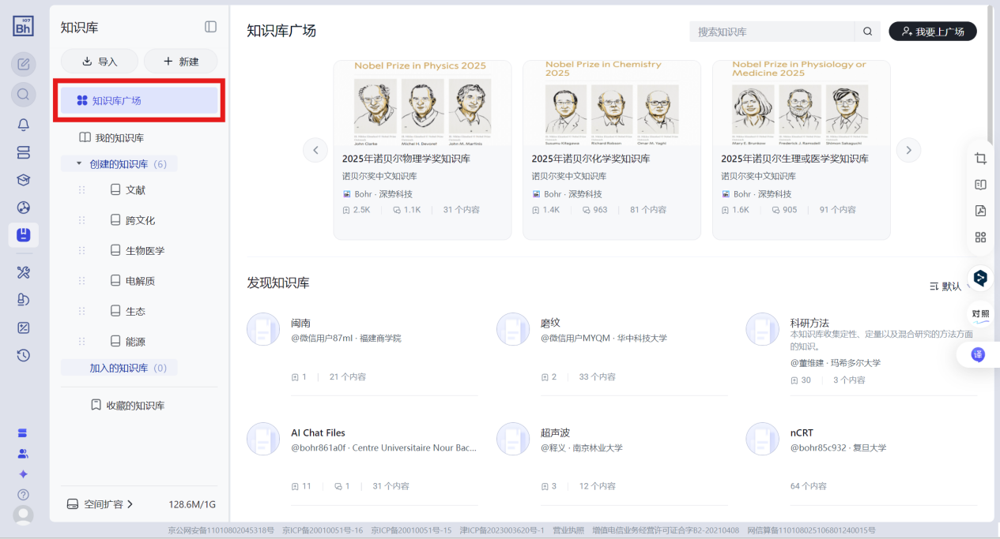 107
Bh
知识库
导入
新建
知识库广场
我的知识库
创建的知识库 (6)
文献
跨文化
生物医学
电解质
生态
能源
加入的知识库 (0)
收藏的知识库
空间扩容
128.6M/1G
知识库广场
搜索知识库
我要上广场
Nobel Prize in Physics 2025
John Clarke
Michel H. Devoret
John M. Martinis
2025年诺贝尔物理学奖知识库
诺贝尔奖中文知识库
Bohr · 深势科技
2.5K
1.1K
31 个内容
Nobel Prize in Chemistry
2025
Susumu Kitagawa
Richard Robson
Omar M. Yaghi
2025年诺贝尔化学奖知识库
诺贝尔奖中文知识库
Bohr · 深势科技
1.4K
963
81 个内容
Nobel Prize in Physiology or
Medicine 2025
Mary E. Brunkow
Frederick J. Ramsdell
Shimon Sakaguchi
2025年诺贝尔生理或医学奖知识库
诺贝尔奖中文知识库
Bohr · 深势科技
1.6K
905
91 个内容
发现知识库
默认
闽南
@微信用户87ml · 福建商学院
1
21 个内容
磨纹
@微信用户MYQM · 华中科技大学
2
33 个内容
科研方法
本知识库收集定性、定量以及混合研究的方法方面
的知识。
@董维建 · 玛希多尔大学
30
3 个内容
AI Chat Files
@bohr861a0f · Centre Universitaire Nour Bac...
11
1
31 个内容
超声波
@释义 · 南京林业大学
3
12 个内容
nCRT
@bohr85c932 · 复旦大学
64 个内容
对照
译
京公网安备11010802045318号 京ICP备20010051号-16 京ICP备20010051号-15 津ICP备2023003620号-1 营业执照 增值电信业务经营许可证合字B2-20210408 网信算备110108025106801240015号